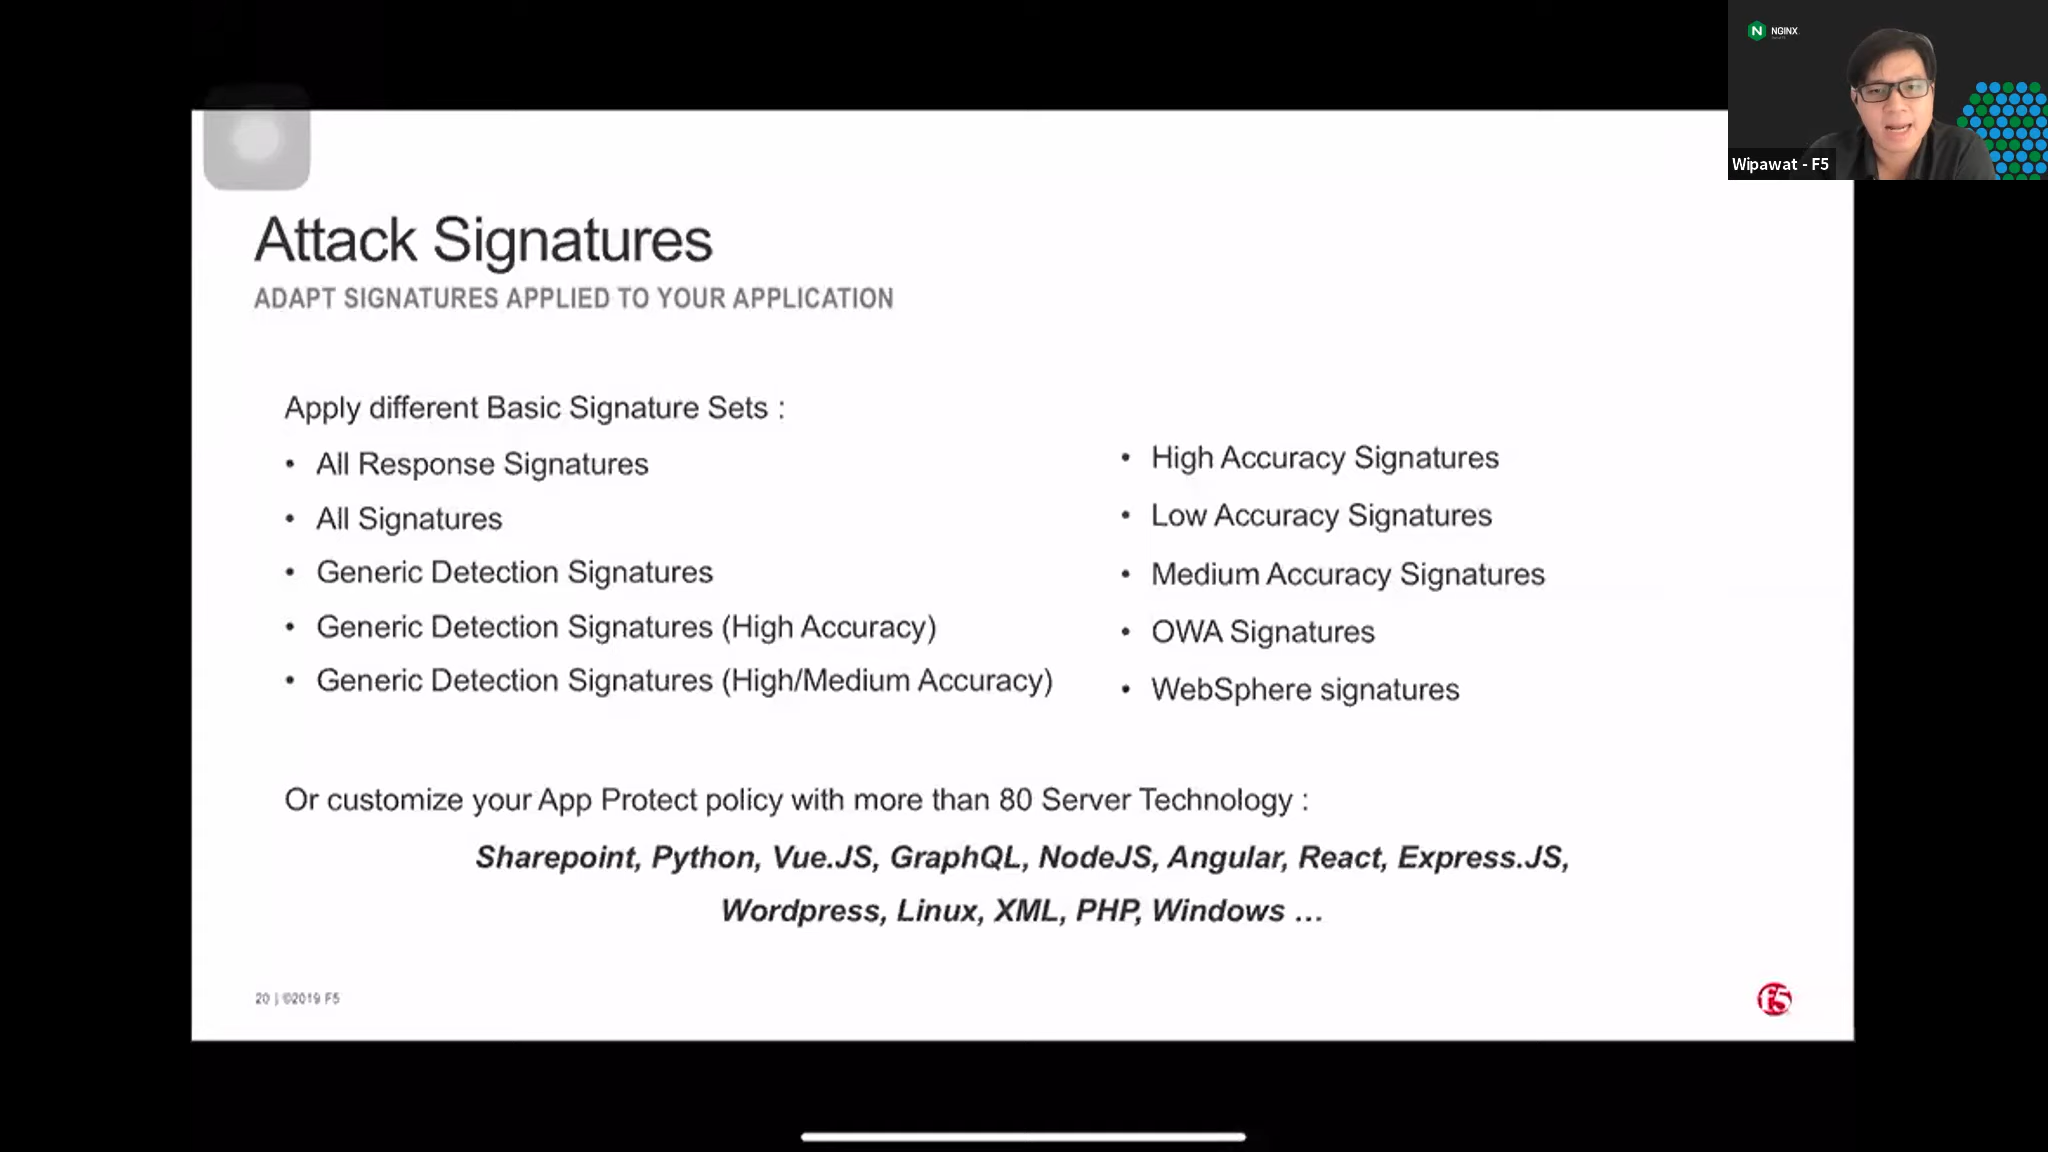 NGINX
Wipawat - F5
Attack Signatures
ADAPT SIGNATURES APPLIED TO YOUR APPLICATION
Apply different Basic Signature Sets :
• All Response Signatures
• All Signatures
• Generic Detection Signatures
• Generic Detection Signatures (High Accuracy)
• Generic Detection Signatures (High/Medium Accuracy)
• High Accuracy Signatures
• Low Accuracy Signatures
• Medium Accuracy Signatures
• OWA Signatures
• WebSphere signatures
Or customize your App Protect policy with more than 80 Server Technology :
Sharepoint, Python, Vue.JS, GraphQL, NodeJS, Angular, React, Express.JS,
Wordpress, Linux, XML, PHP, Windows ...
20 | ©2019 F5
f5